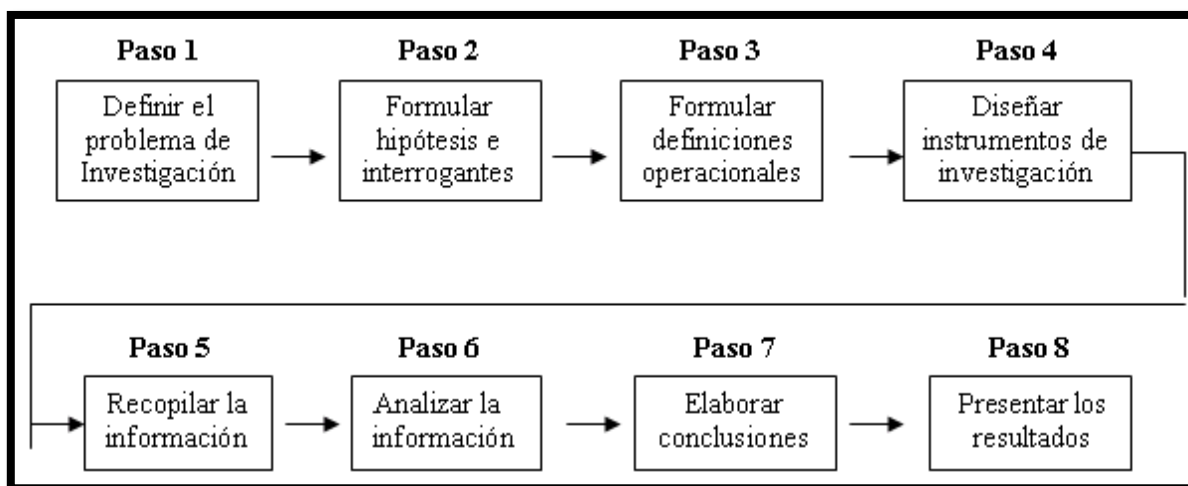 Paso 1
Definir el
problema de
Investigación
Paso 2
Formular
hipótesis e
interrogantes
Paso 3
Formular
definiciones
operacionales
Paso 4
Diseñar
instrumentos de
investigación
Paso 5
Recopilar la
información
Paso 6
Analizar la
información
Paso 7
Elaborar
conclusiones
Paso 8
Presentar los
resultados